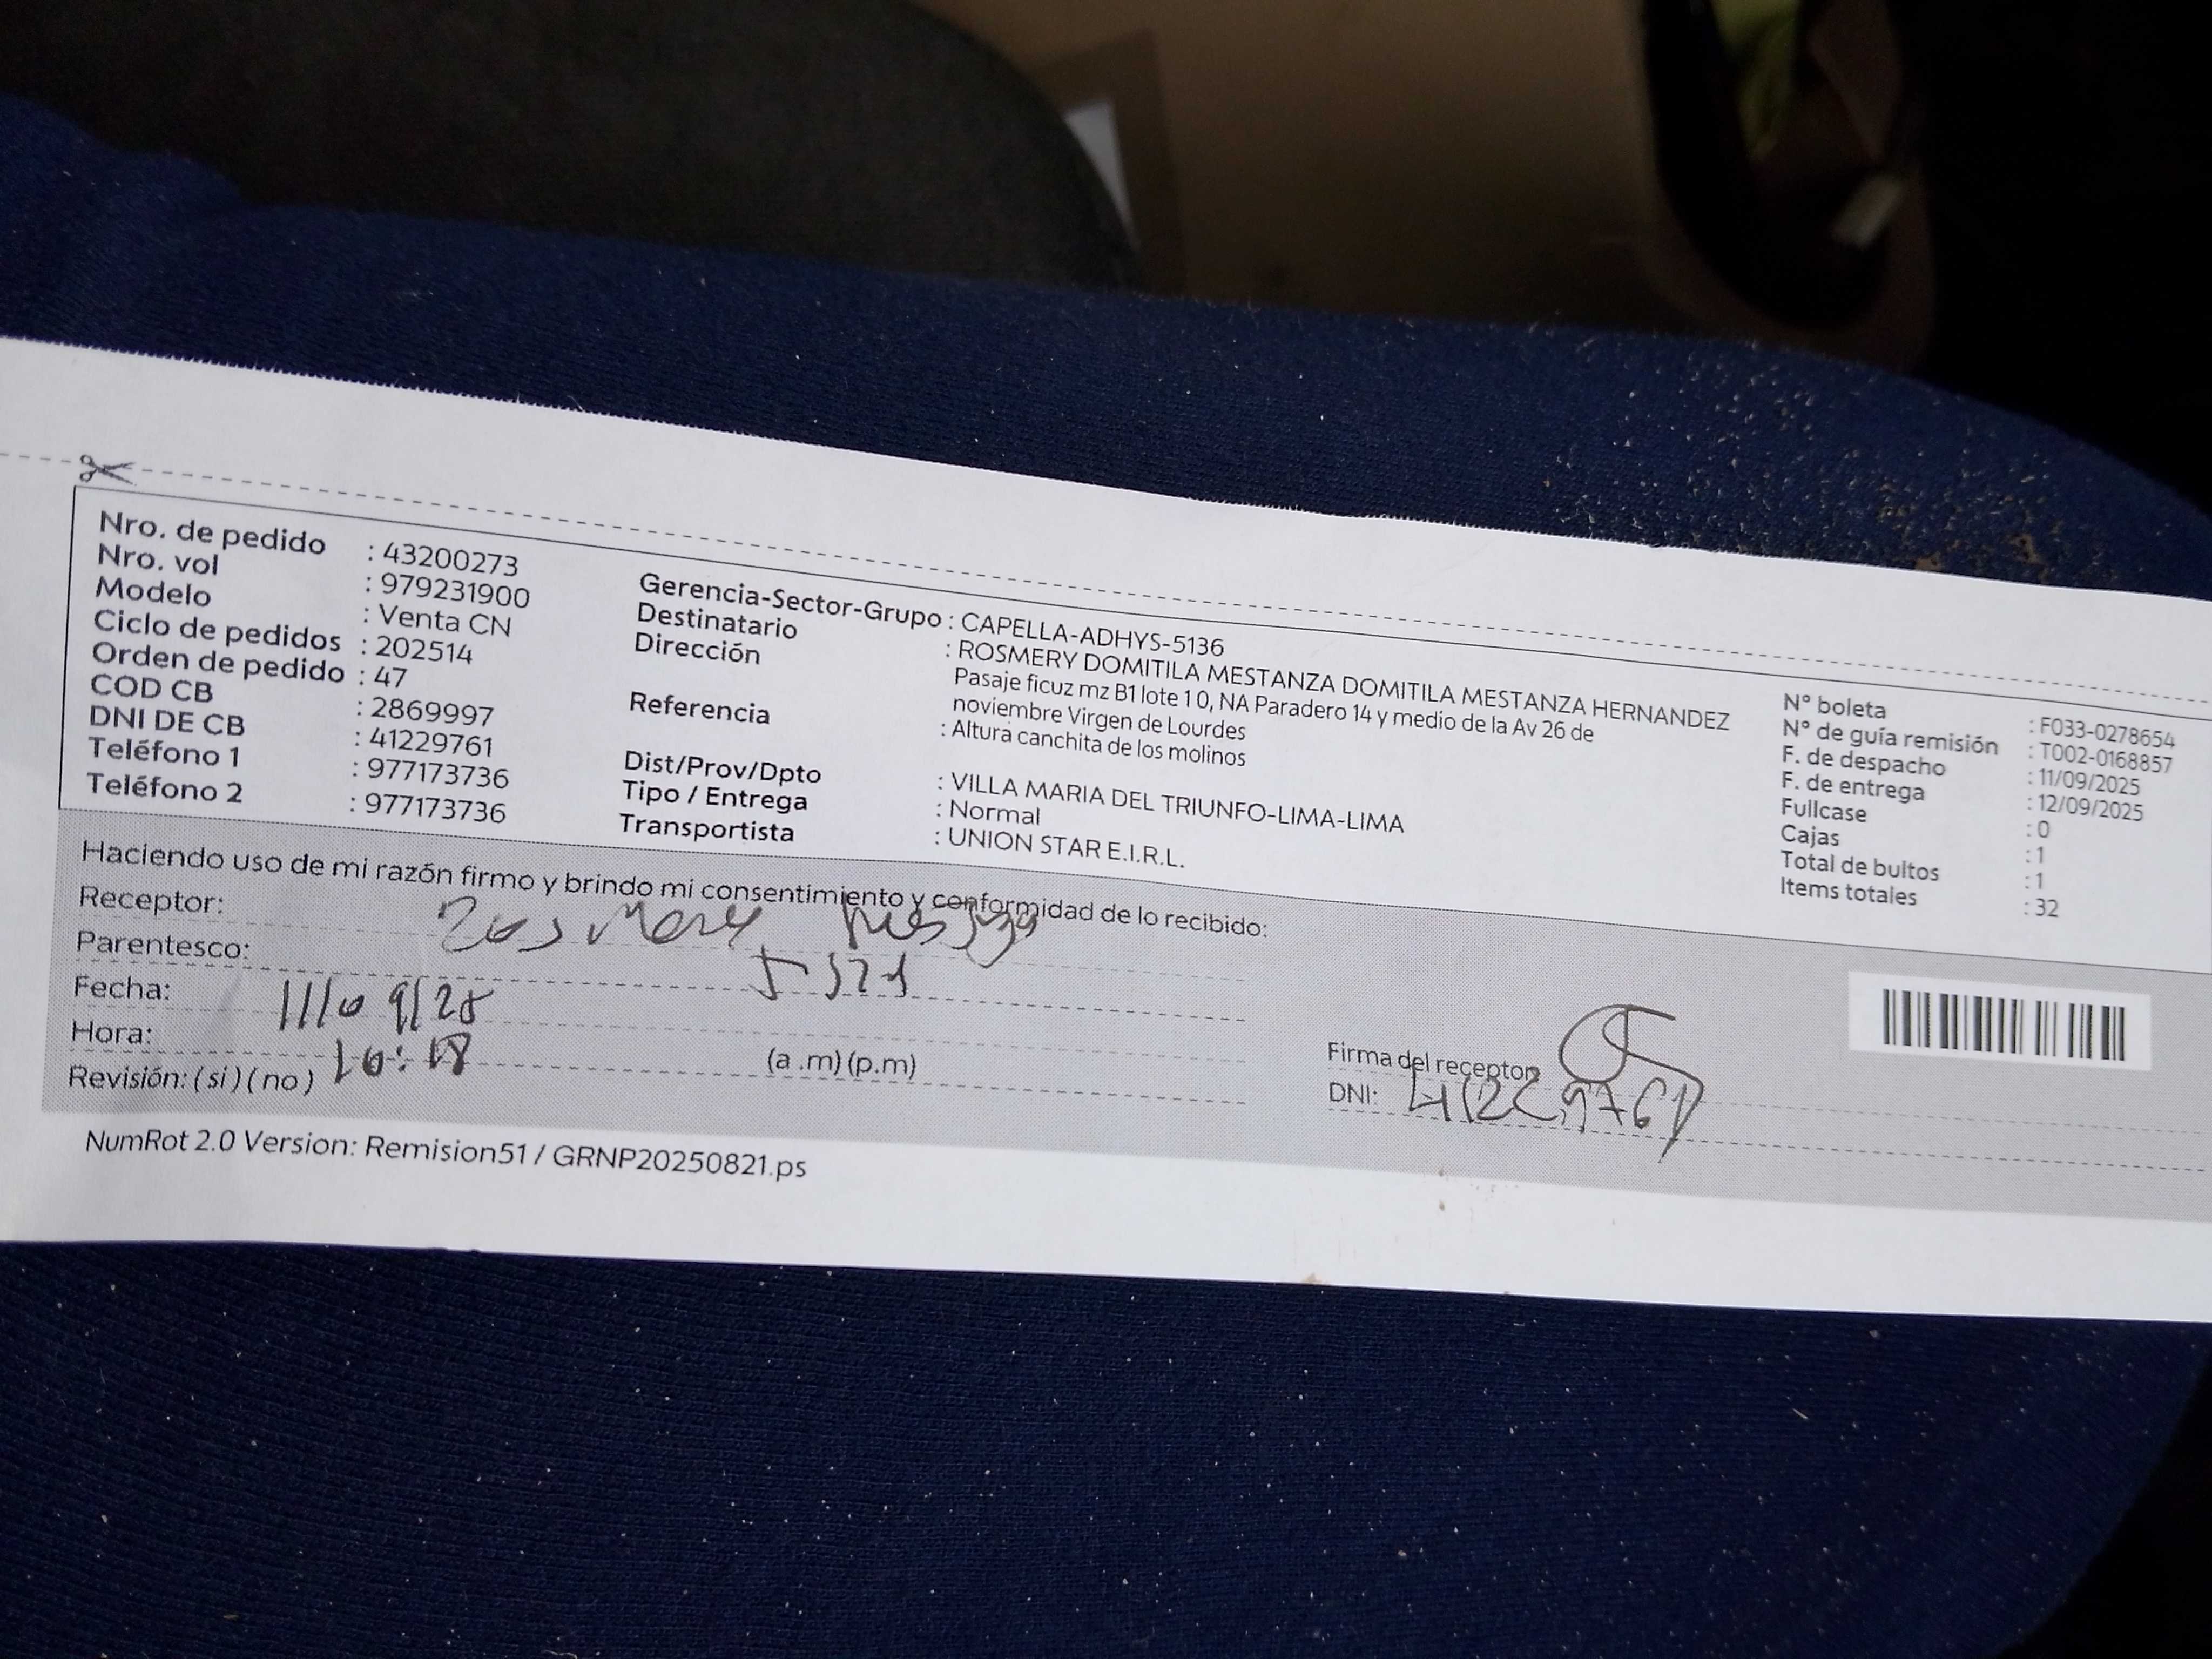 Nro. de pedido : 43200273
Nro. vol : 979231900
Modelo : Venta CN
Ciclo de pedidos : 202514
Orden de pedido : 47
COD CB : 2869997
DNI DE CB : 41229761
Teléfono 1 : 977173736
Teléfono 2 : 977173736
Gerencia-Sector-Grupo : CAPELLA-ADHYS-5136
Destinatario : ROSMERY DOMITILA MESTANZA DOMITILA MESTANZA HERNANDEZ
Dirección Pasaje ficuz mz B1 lote 10, NA Paradero 14 y medio de la Av 26 de
noviembre Virgen de Lourdes
Referencia : Altura canchita de los molinos
Dist/Prov/Dpto : VILLA MARIA DEL TRIUNFO-LIMA-LIMA
Tipo / Entrega : Normal
Transportista : UNION STAR E.I.R.L.
N° boleta : F033-0278654
N° de guía remisión : T002-0168857
F. de despacho : 11/09/2025
F. de entrega : 12/09/2025
Fullcase : 0
Cajas : 1
Total de bultos : 1
Items totales : 32
Haciendo uso de mi razón firmo y brindo mi consentimiento y conformidad de lo recibido:
Receptor:
Parentesco:
Fecha: 11/09/25
Hora: (a .m) (p.m)
Revisión: (si) (no)
Firma del receptor
DNI: 41229761
NumRot 2.0 Version: Remision51 / GRNP20250821.ps